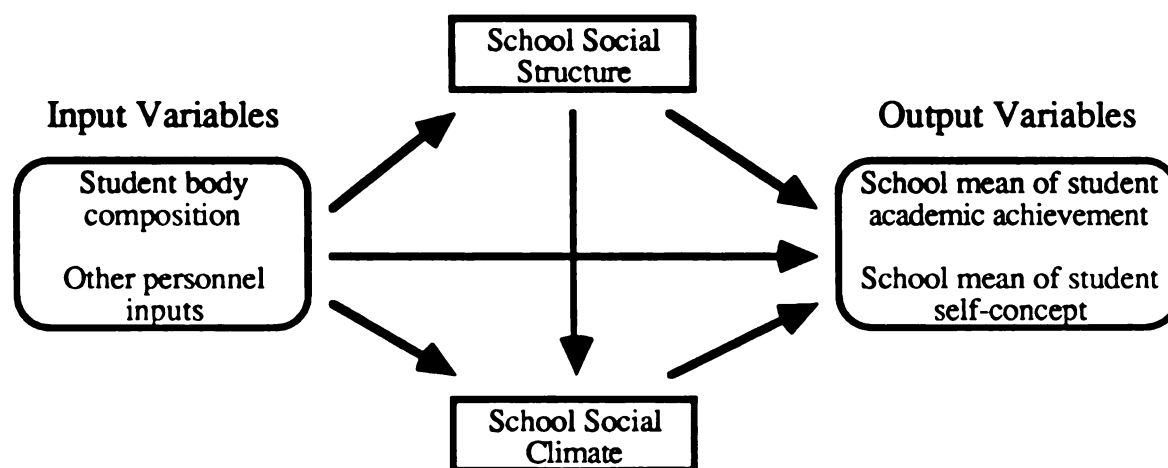 School Social
Structure
Input Variables
Student body
composition
Other personnel
inputs
Output Variables
School mean of student
academic achievement
School mean of student
self-concept
School Social
Climate